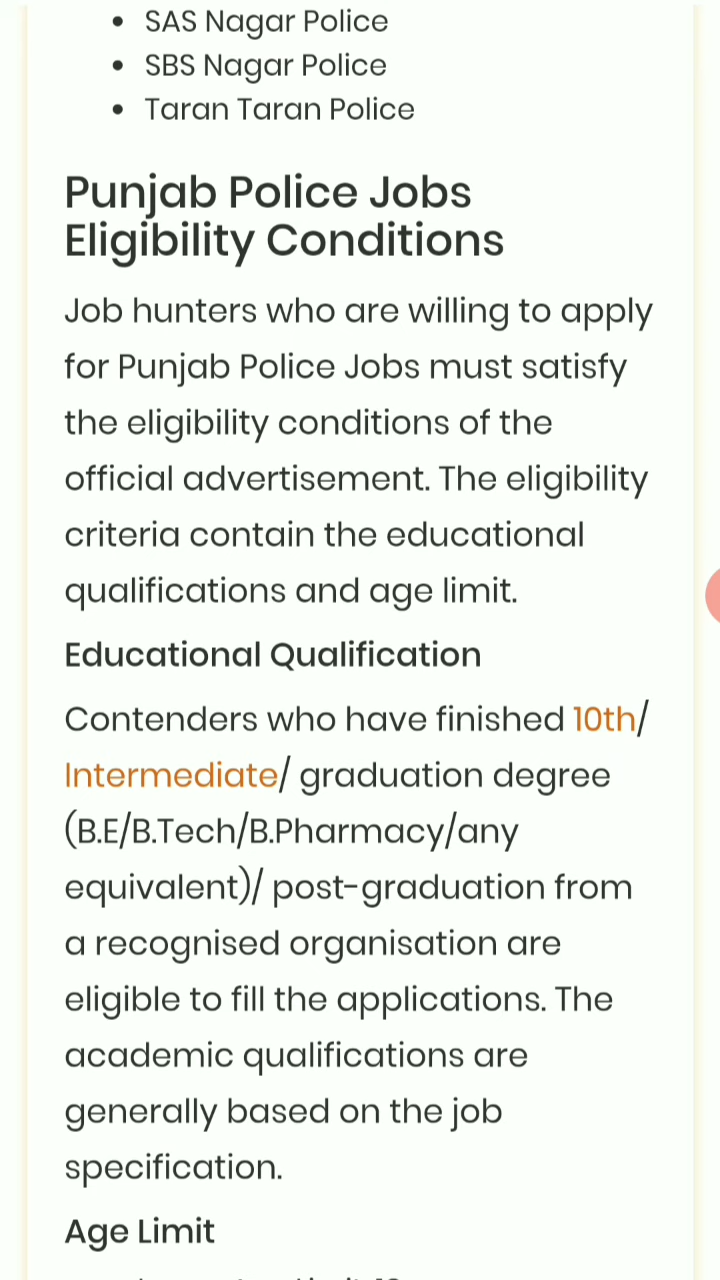 • SAS Nagar Police
• SBS Nagar Police
• Taran Taran Police
Punjab Police Jobs
Eligibility Conditions
Job hunters who are willing to apply
for Punjab Police Jobs must satisfy
the eligibility conditions of the
official advertisement. The eligibility
criteria contain the educational
qualifications and age limit.
Educational Qualification
Contenders who have finished 10th/
Intermediate/ graduation degree
(B.E/B.Tech/B.Pharmacy/any
equivalent)/ post-graduation from
a recognised organisation are
eligible to fill the applications. The
academic qualifications are
generally based on the job
specification.
Age Limit